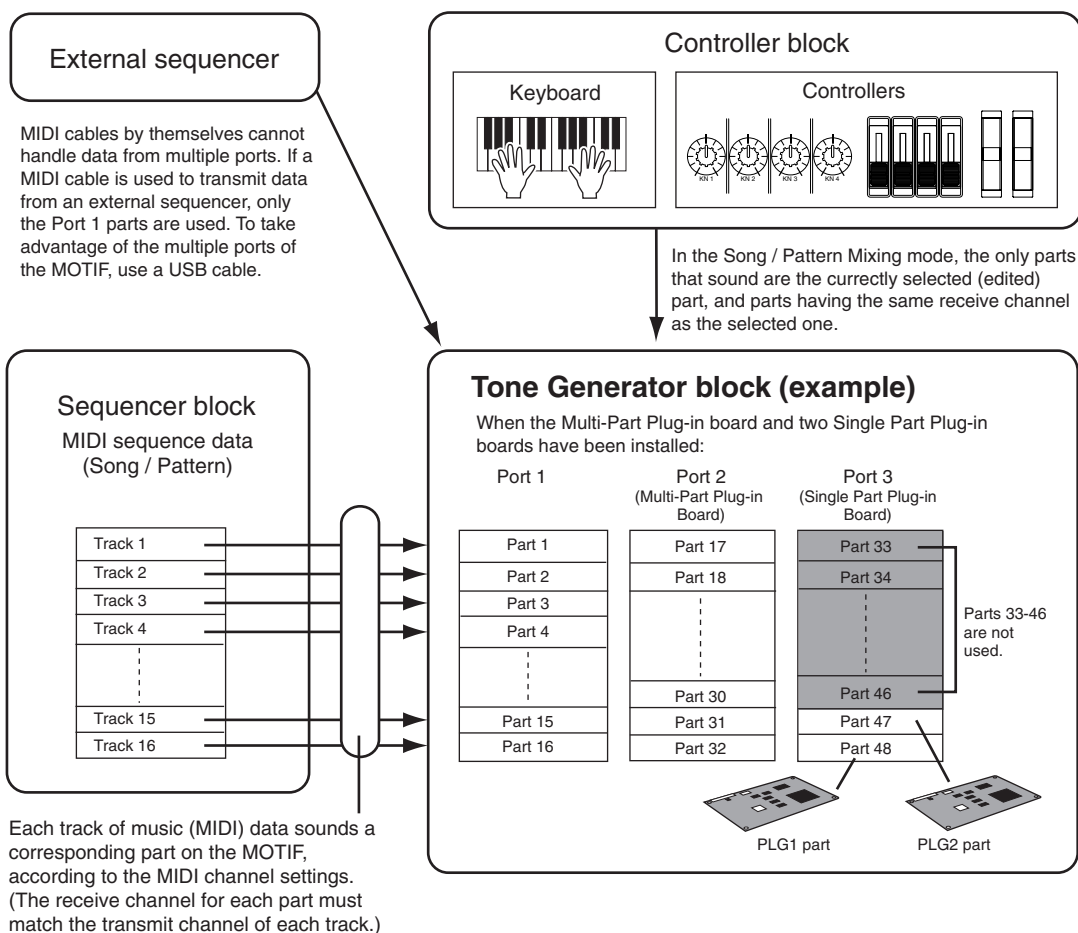 External sequencer
MIDI cables by themselves cannot
handle data from multiple ports. If a
MIDI cable is used to transmit data
from an external sequencer, only
the Port 1 parts are used. To take
advantage of the multiple ports of
the MOTIF, use a USB cable.
Controller block
Keyboard
Controllers
KN 1
KN 2
KN 3
KN 4
In the Song / Pattern Mixing mode, the only parts
that sound are the currectly selected (edited)
part, and parts having the same receive channel
as the selected one.
Sequencer block
MIDI sequence data
(Song / Pattern)
Track 1
Track 2
Track 3
Track 4
Track 15
Track 16
Each track of music (MIDI) data sounds a
corresponding part on the MOTIF,
according to the MIDI channel settings.
(The receive channel for each part must
match the transmit channel of each track.)
Tone Generator block (example)
When the Multi-Part Plug-in board and two Single Part Plug-in
boards have been installed:
Port 1
Part 1
Part 2
Part 3
Part 4
Part 15
Part 16
Port 2
(Multi-Part Plug-in
Board)
Part 17
Part 18
Part 30
Part 31
Part 32
Port 3
(Single Part Plug-in
Board)
Part 33
Part 34
Part 46
Part 47
Part 48
Parts 33-46
are not
used.
PLG1 part
PLG2 part